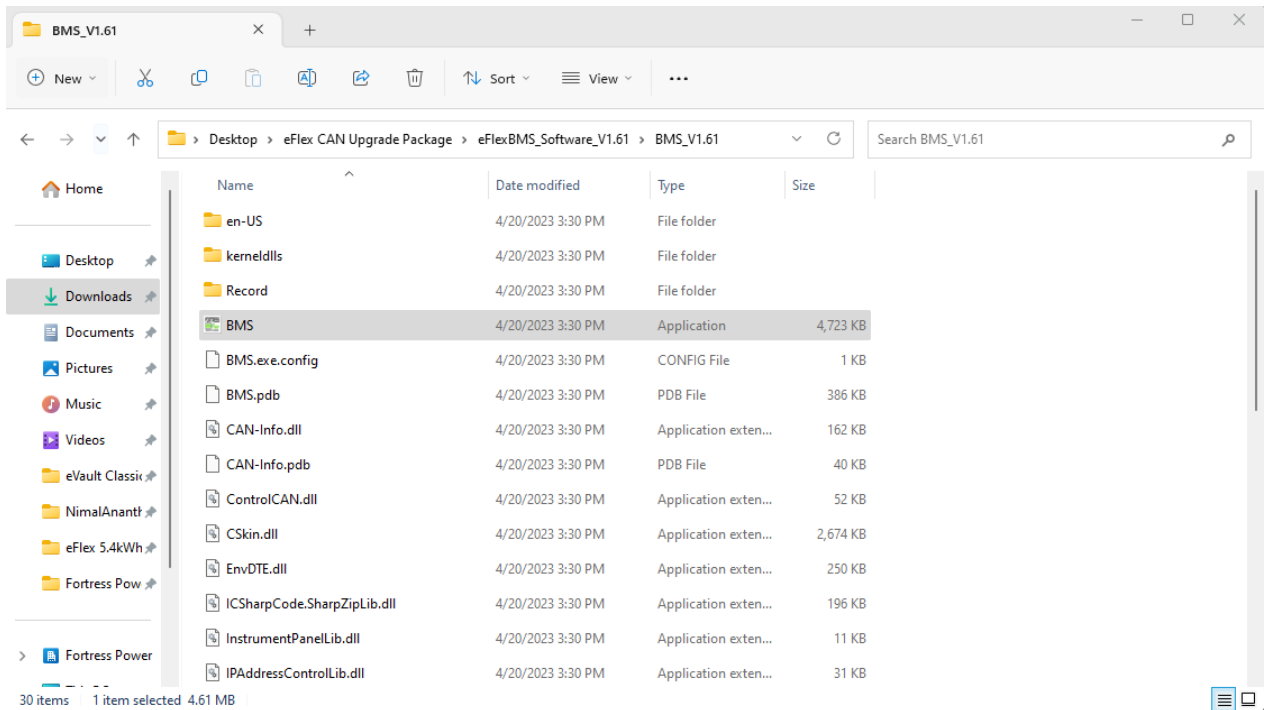 BMS_V1.61
New
Sort
View
Desktop > eFlex CAN Upgrade Package > eFlexBMS_Software_V1.61 > BMS_V1.61
Search BMS_V1.61
Home
Desktop
Downloads
Documents
Pictures
Music
Videos
eVault Classic
NimalAnanth
eFlex 5.4kWh
Fortress Pow
Fortress Power
Name Date modified Type Size
en-US 4/20/2023 3:30 PM File folder
kerneldlls 4/20/2023 3:30 PM File folder
Record 4/20/2023 3:30 PM File folder
BMS 4/20/2023 3:30 PM Application 4,723 KB
BMS.exe.config 4/20/2023 3:30 PM CONFIG File 1 KB
BMS.pdb 4/20/2023 3:30 PM PDB File 386 KB
CAN-Info.dll 4/20/2023 3:30 PM Application exten... 162 KB
CAN-Info.pdb 4/20/2023 3:30 PM PDB File 40 KB
ControlCAN.dll 4/20/2023 3:30 PM Application exten... 52 KB
CSkin.dll 4/20/2023 3:30 PM Application exten... 2,674 KB
EnvDTE.dll 4/20/2023 3:30 PM Application exten... 250 KB
ICSharpCode.SharpZipLib.dll 4/20/2023 3:30 PM Application exten... 196 KB
InstrumentPanelLib.dll 4/20/2023 3:30 PM Application exten... 11 KB
IPAddressControlLib.dll 4/20/2023 3:30 PM Application exten... 31 KB
30 items 1 item selected 4.61 MB